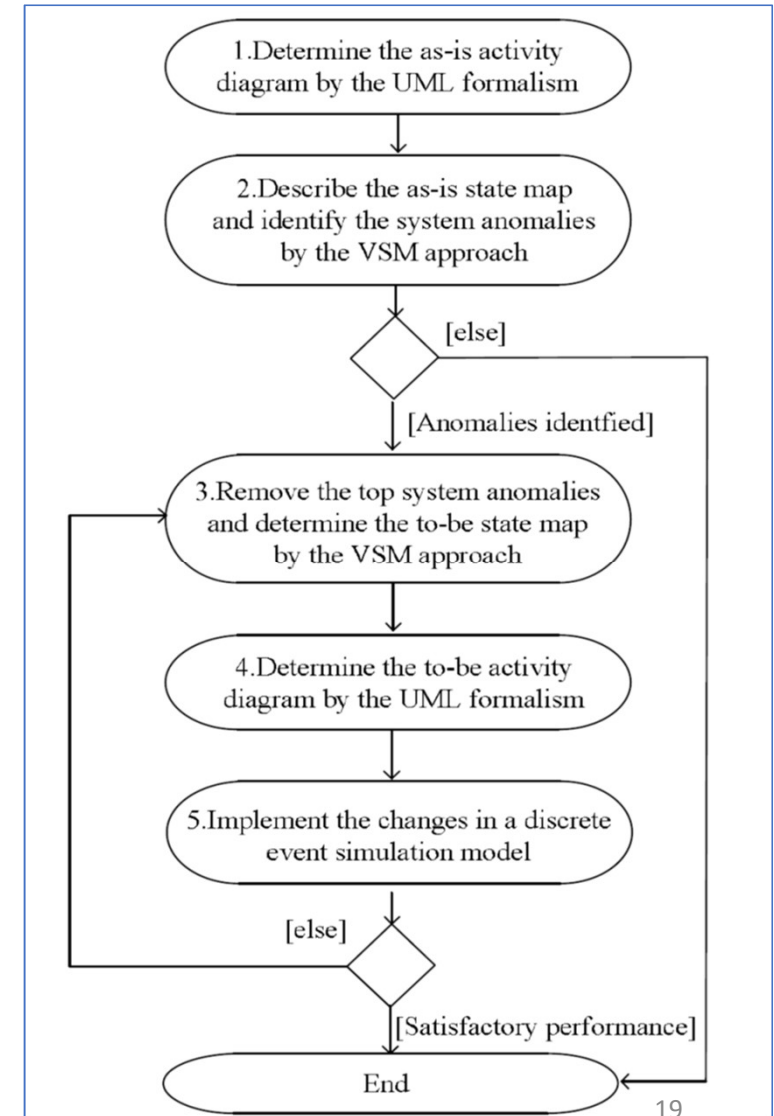 1.Determine the as-is activity
diagram by the UML formalism
2.Describe the as-is state map
and identify the system anomalies
by the VSM approach
[else]
[Anomalies identfied]
3.Remove the top system anomalies
and determine the to-be state map
by the VSM approach
4.Determine the to-be activity
diagram by the UML formalism
5.Implement the changes in a discrete
event simulation model
[else]
[Satisfactory performance]
End
19